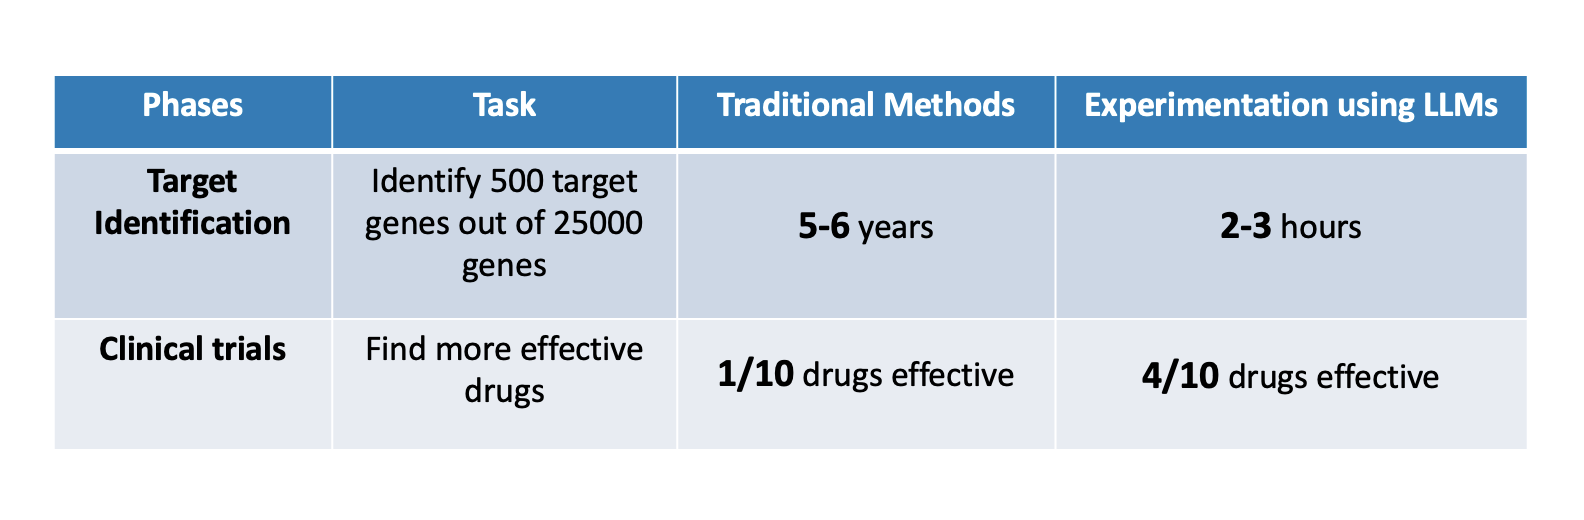 Phases
Task
Traditional Methods
Experimentation using LLMs
Target
Identification
Identify 500 target
genes out of 25000
genes
5-6 years
2-3 hours
Clinical trials
Find more effective
drugs
1/10 drugs effective
4/10 drugs effective